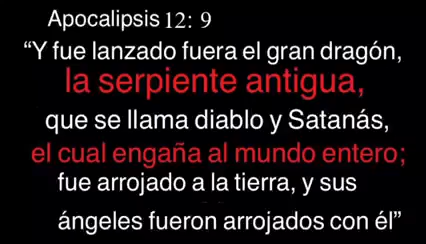 Apocalipsis 12: 9
“Y fue lanzado fuera el gran dragón,
la serpiente antigua,
que se llama diablo y Satanás,
el cual engaña al mundo entero;
fue arrojado a la tierra, y sus
ángeles fueron arrojados con él”